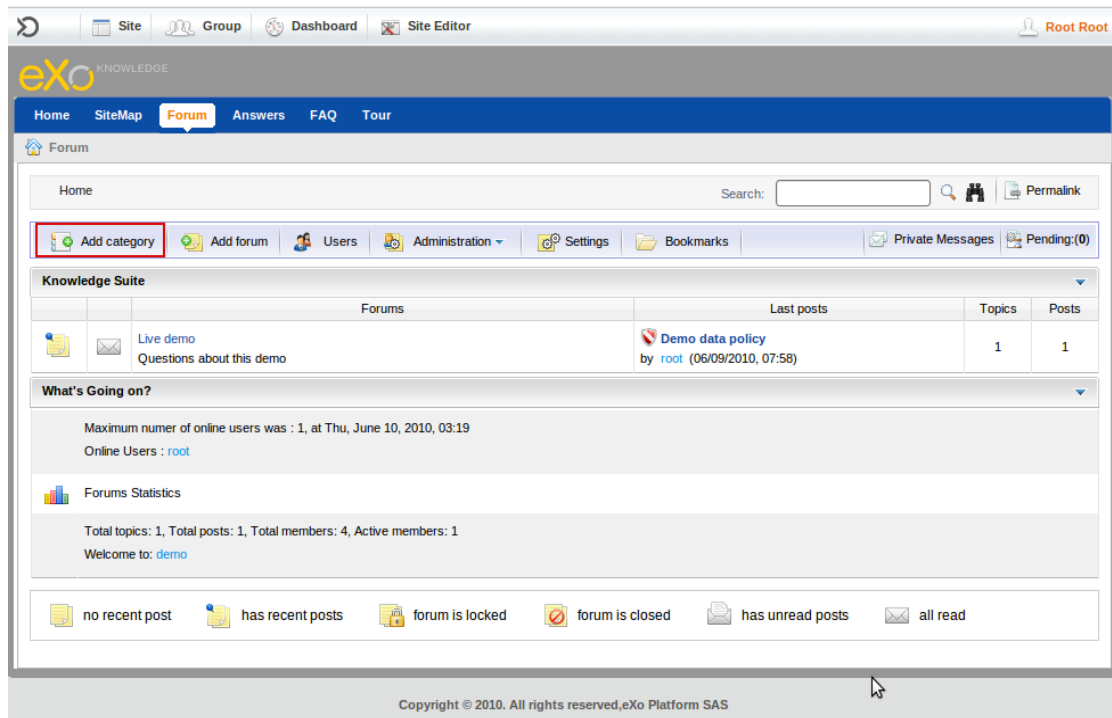 Site Group Dashboard Site Editor Root Root
eXo KNOWLEDGE
Home SiteMap Forum Answers FAQ Tour
Forum
Home Search: Permalink
Add category Add forum Users Administration Settings Bookmarks Private Messages Pending:(0)
Knowledge Suite
Forums Last posts Topics Posts
Live demo Demo data policy 1 1
Questions about this demo by root (06/09/2010, 07:58)
What's Going on?
Maximum numer of online users was : 1, at Thu, June 10, 2010, 03:19
Online Users : root
Forums Statistics
Total topics: 1, Total posts: 1, Total members: 4, Active members: 1
Welcome to: demo
no recent post has recent posts forum is locked forum is closed has unread posts all read
Copyright © 2010. All rights reserved,eXo Platform SAS